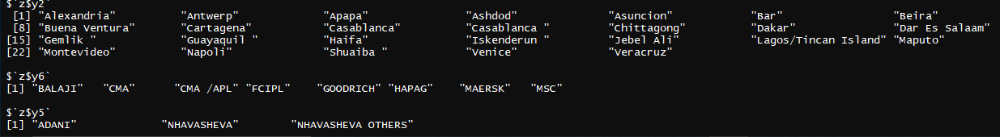 $`z$y2`
[1] "Alexandria" "Antwerp" "Apapa" "Ashdod" "Asuncion" "Bar" "Beira"
[8] "Buena Ventura" "Cartagena" "Casablanca" "Casablanca " "Chittagong" "Dakar" "Dar Es Salaam"
[15] "Gemlik " "Guayaquil " "Haifa" "Iskenderun " "Jebel Ali" "Lagos/Tincan Island" "Maputo"
[22] "Montevideo" "Napoli" "Shuaiba " "Venice" "Veracruz"
$`z$y6`
[1] "BALAJI" "CMA" "CMA /APL" "FCIPL" "GOODRICH" "HAPAG" "MAERSK" "MSC"
$`z$y5`
[1] "ADANI" "NHAVASHEVA" "NHAVASHEVA OTHERS"